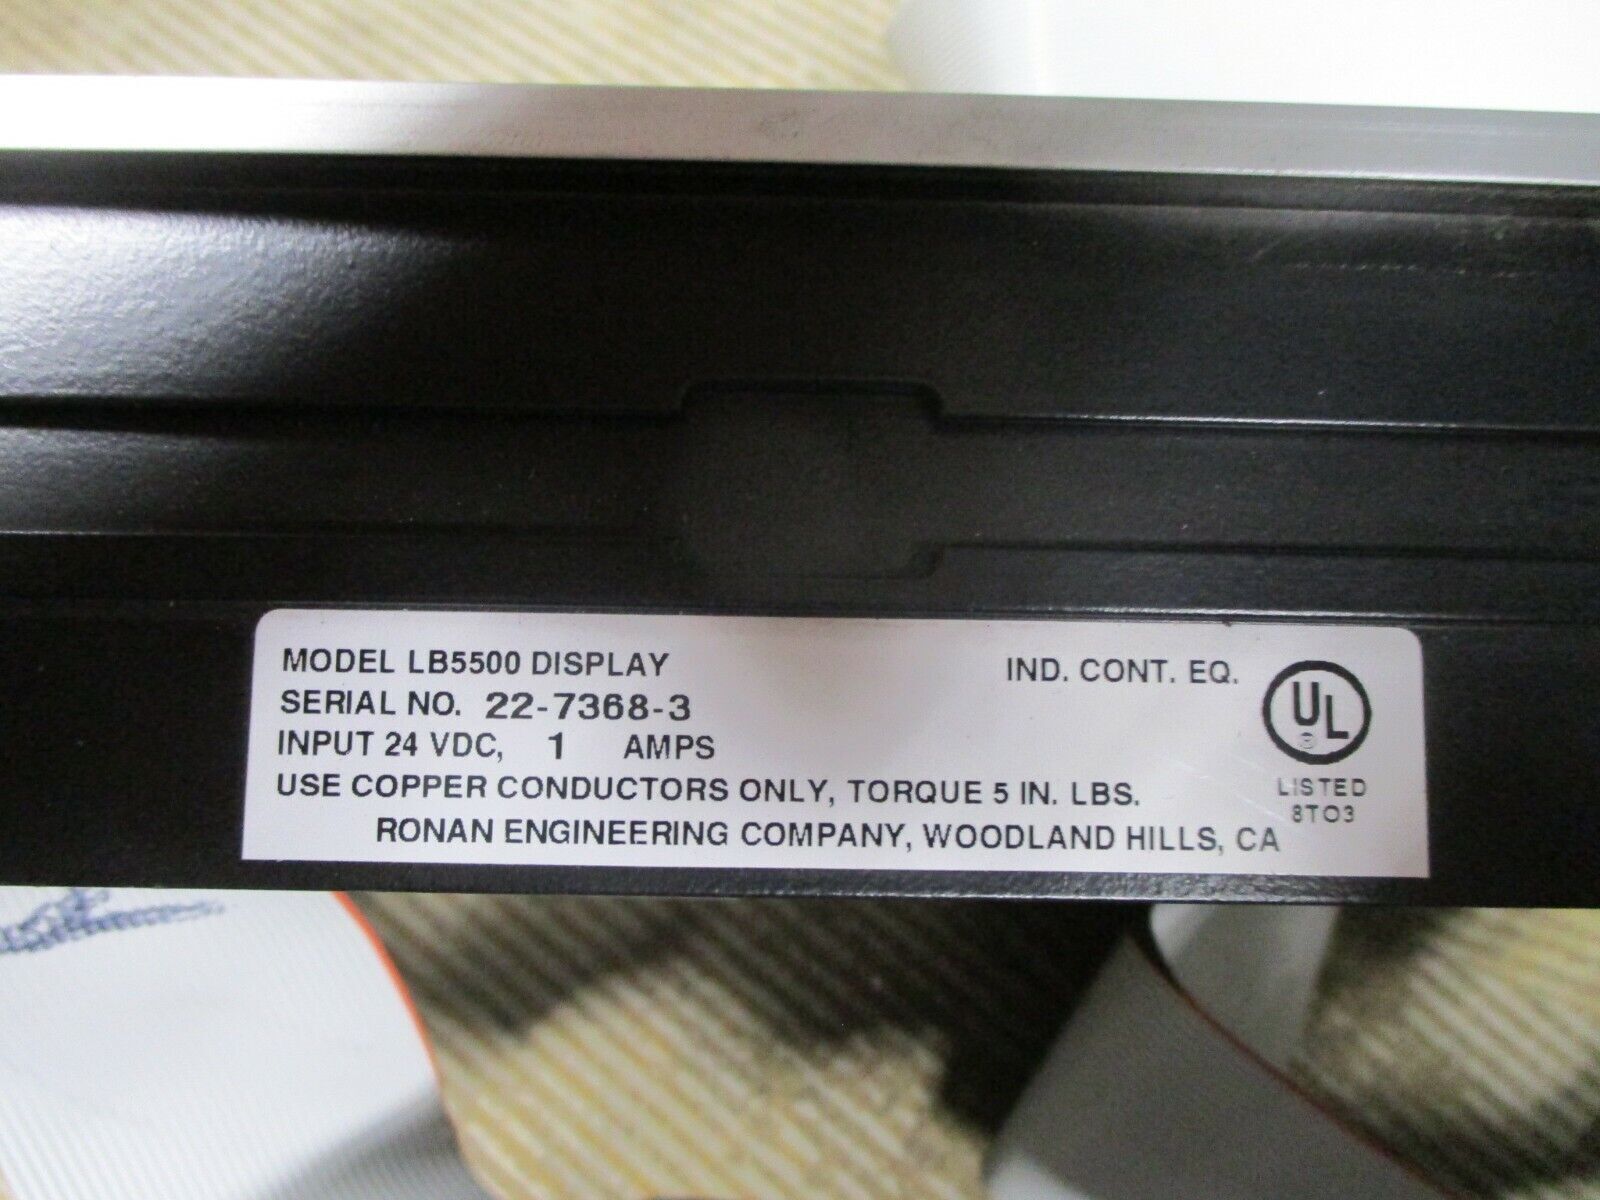 MODEL LB5500 DISPLAY
IND. CONT. EQ.
SERIAL NO. 22-7368-3
INPUT 24 VDC, 1 AMPS
UL
USE COPPER CONDUCTORS ONLY, TORQUE 5 IN. LBS.
LISTED
8TO3
RONAN ENGINEERING COMPANY, WOODLAND HILLS, CA